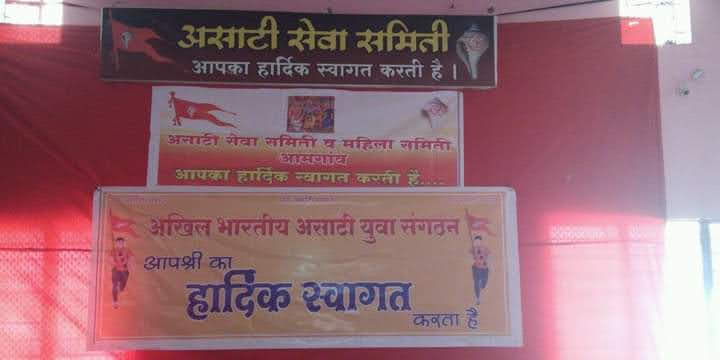 असाटी सेवा समिती
आपका हार्दिक स्वागत करती है ।
असाटी सेवा समिती व महिला समिती
आमगांव
आपका हार्दिक स्वागत करती हैं....
अखिल भारतीय असाटी युवा संगठन
आपश्री का
हार्दिक स्वागत
करता है